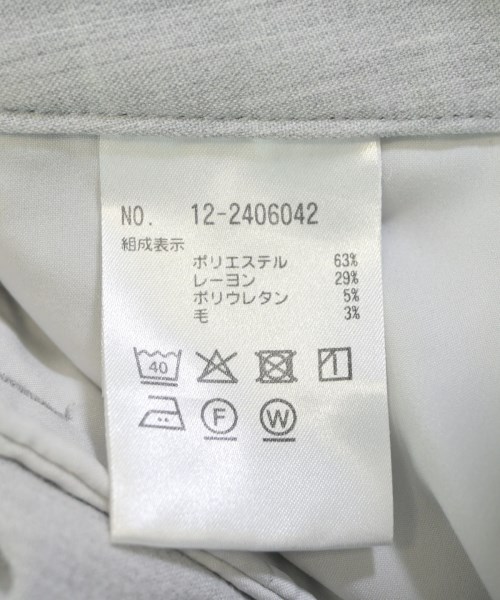 NO. 12-2406042
組成表示
ポリエステル 63%
レーヨン 29%
ポリウレタン 5%
毛 3%
40
F W